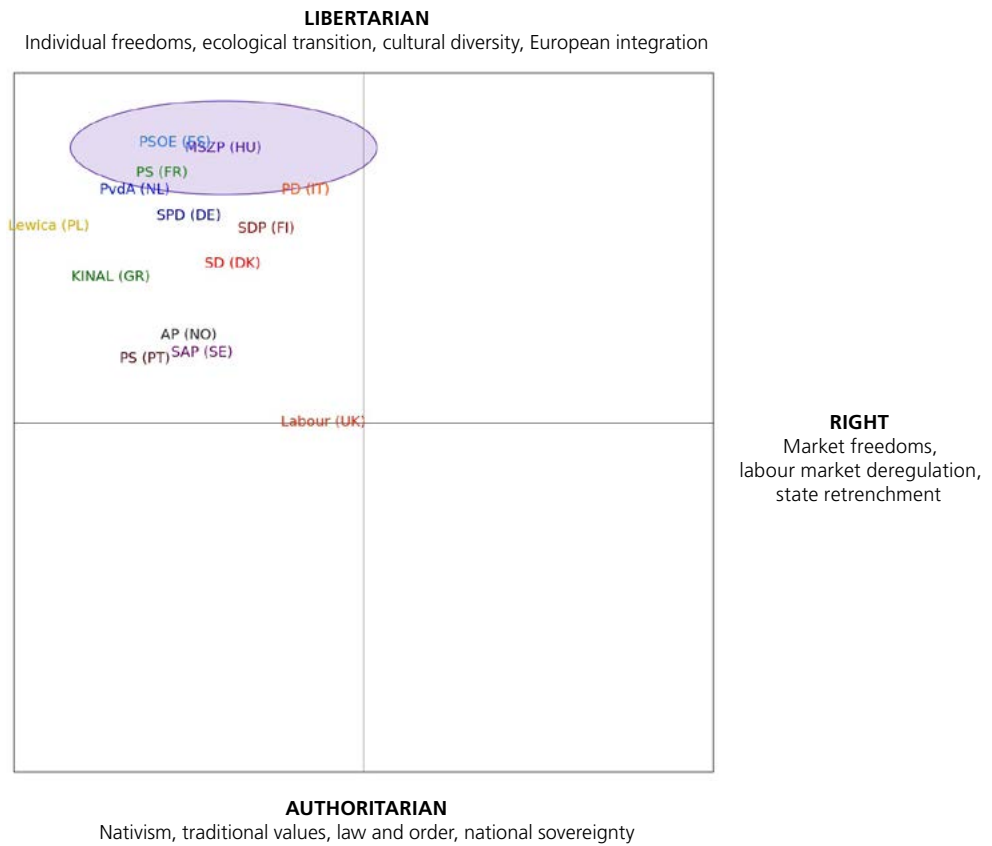 LIBERTARIAN
Individual freedoms, ecological transition, cultural diversity, European integration
PSOE (ES)
MSZP (HU)
PS (FR)
PvdA (NL)
PD (IT)
SPD (DE)
Lewica (PL)
SDP (FI)
SD (DK)
KINAL (GR)
AP (NO)
PS (PT)
SAP (SE)
Labour (UK)
RIGHT
Market freedoms,
labour market deregulation,
state retrenchment
AUTHORITARIAN
Nativism, traditional values, law and order, national sovereignty